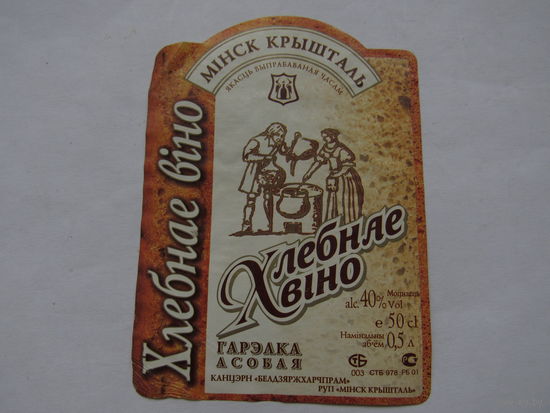 МІНСК КРЫШТАЛЬ
ЯКАСЦЬ ВЫПРАБАВАНАЯ ЧАСАМ
Хлебнае віно
Хлебнае
віно
Моцнасць
alc. 40% Vol
e 50 cl
Намінальны
аб'ём 0,5 л
ГАРЭЛКА
АСОБАЯ
003 СТБ 978 РБ 01
КАНЦЭРН «БЕЛДЗЯРЖХАРЧПРАМ»
РУП «МІНСК КРЫШТАЛЬ»